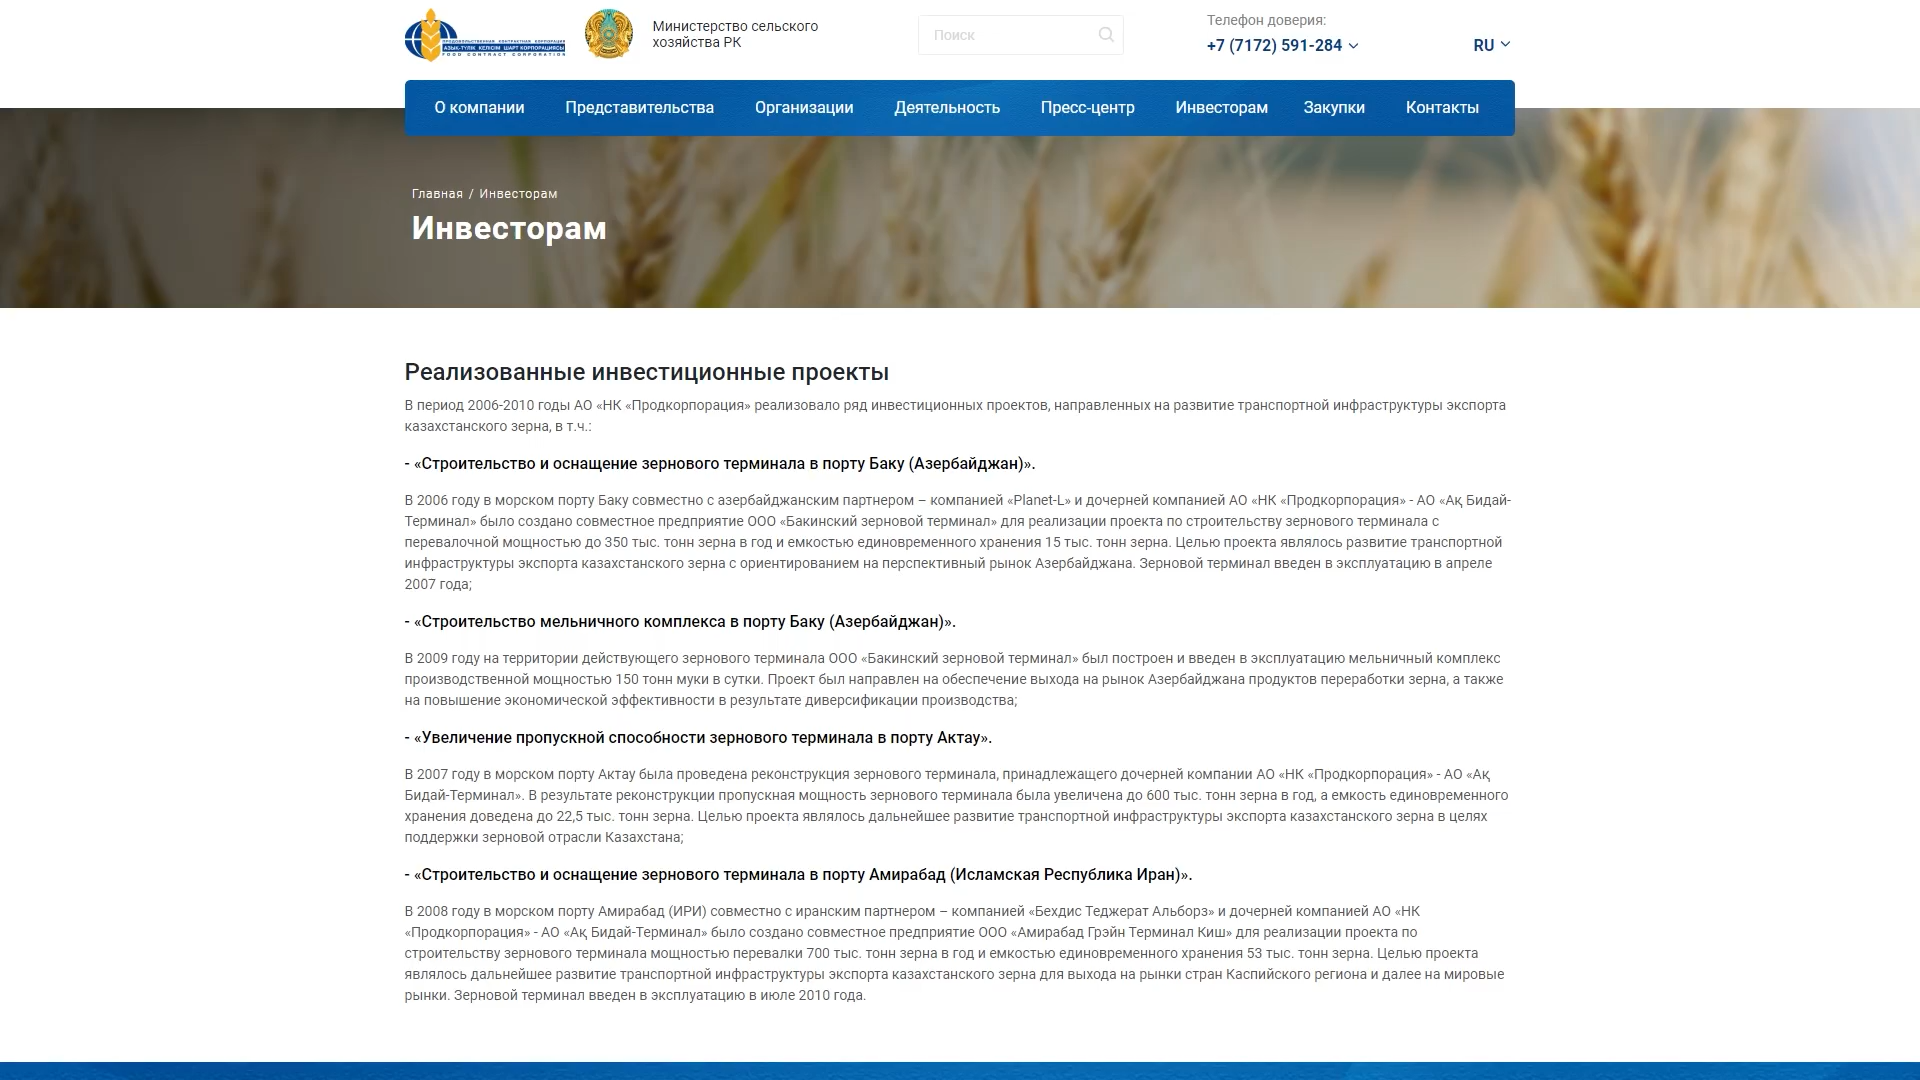 ПРОДОВОЛЬСТВЕННАЯ КОНТРАКТНАЯ КОРПОРАЦИЯ
АЗЫҚ-ТҮЛІК КЕЛІСІМ ШАРТ КОРПОРАЦИЯСЫ
FOOD CONTRACT CORPORATION
Министерство сельского
хозяйства РК
Поиск
Телефон доверия:
+7 (7172) 591-284
RU
О компании Представительства Организации Деятельность Пресс-центр Инвесторам Закупки Контакты
Главная / Инвесторам
Инвесторам
Реализованные инвестиционные проекты
В период 2006-2010 годы АО «НК «Продкорпорация» реализовало ряд инвестиционных проектов, направленных на развитие транспортной инфраструктуры экспорта
казахстанского зерна, в т.ч.:
- «Строительство и оснащение зернового терминала в порту Баку (Азербайджан)».
В 2006 году в морском порту Баку совместно с азербайджанским партнером – компанией «Planet-L» и дочерней компанией АО «НК «Продкорпорация» - АО «Ақ Бидай-
Терминал» было создано совместное предприятие ООО «Бакинский зерновой терминал» для реализации проекта по строительству зернового терминала с
перевалочной мощностью до 350 тыс. тонн зерна в год и емкостью единовременного хранения 15 тыс. тонн зерна. Целью проекта являлось развитие транспортной
инфраструктуры экспорта казахстанского зерна с ориентированием на перспективный рынок Азербайджана. Зерновой терминал введен в эксплуатацию в апреле
2007 года;
- «Строительство мельничного комплекса в порту Баку (Азербайджан)».
В 2009 году на территории действующего зернового терминала ООО «Бакинский зерновой терминал» был построен и введен в эксплуатацию мельничный комплекс
производственной мощностью 150 тонн муки в сутки. Проект был направлен на обеспечение выхода на рынок Азербайджана продуктов переработки зерна, а также
на повышение экономической эффективности в результате диверсификации производства;
- «Увеличение пропускной способности зернового терминала в порту Актау».
В 2007 году в морском порту Актау была проведена реконструкция зернового терминала, принадлежащего дочерней компании АО «НК «Продкорпорация» - АО «Ақ
Бидай-Терминал». В результате реконструкции пропускная мощность зернового терминала была увеличена до 600 тыс. тонн зерна в год, а емкость единовременного
хранения доведена до 22,5 тыс. тонн зерна. Целью проекта являлось дальнейшее развитие транспортной инфраструктуры экспорта казахстанского зерна в целях
поддержки зерновой отрасли Казахстана;
- «Строительство и оснащение зернового терминала в порту Амирабад (Исламская Республика Иран)».
В 2008 году в морском порту Амирабад (ИРИ) совместно с иранским партнером – компанией «Бехдис Теджерат Альборз» и дочерней компанией АО «НК
«Продкорпорация» - АО «Ақ Бидай-Терминал» было создано совместное предприятие ООО «Амирабад Грэйн Терминал Киш» для реализации проекта по
строительству зернового терминала мощностью перевалки 700 тыс. тонн зерна в год и емкостью единовременного хранения 53 тыс. тонн зерна. Целью проекта
являлось дальнейшее развитие транспортной инфраструктуры экспорта казахстанского зерна для выхода на рынки стран Каспийского региона и далее на мировые
рынки. Зерновой терминал введен в эксплуатацию в июле 2010 года.